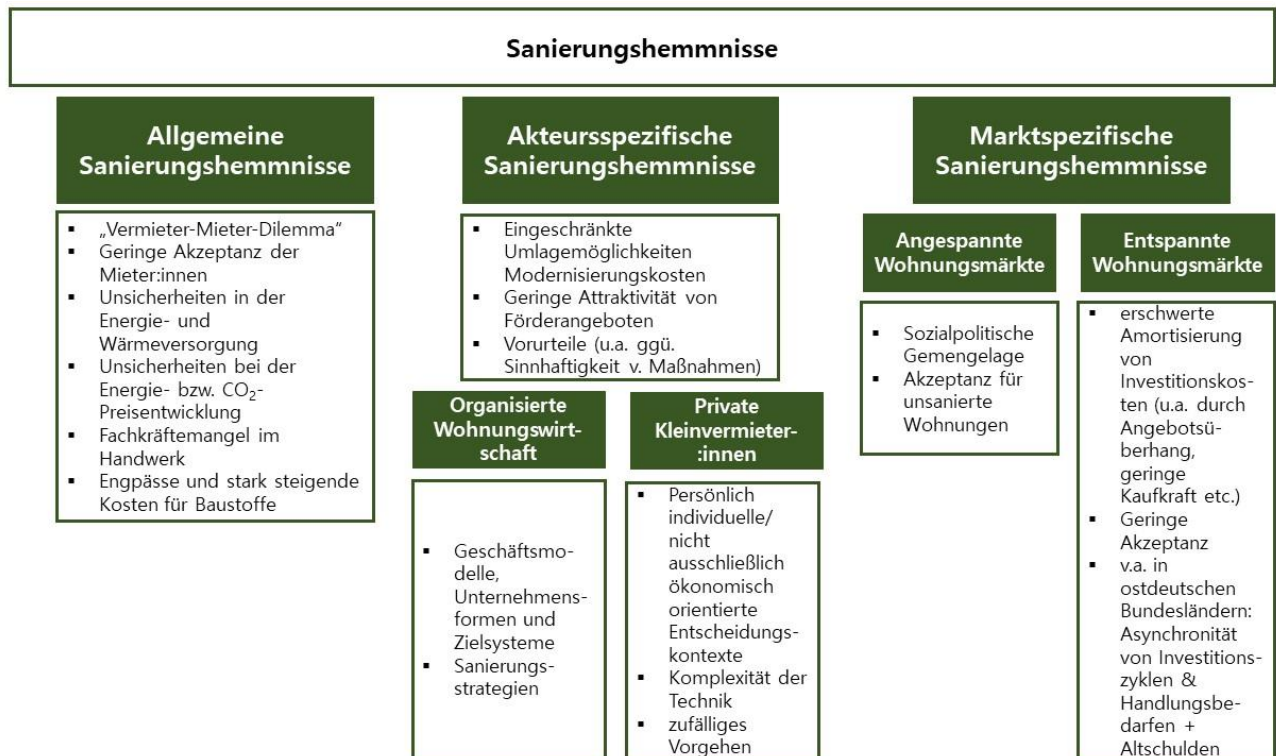 Sanierungshemmnisse
Allgemeine
Sanierungshemmnisse
▪ „Vermieter-Mieter-Dilemma“
▪ Geringe Akzeptanz der
Mieter:innen
▪ Unsicherheiten in der
Energie- und
Wärmeversorgung
▪ Unsicherheiten bei der
Energie- bzw. CO₂-
Preisentwicklung
▪ Fachkräftemangel im
Handwerk
▪ Engpässe und stark steigende
Kosten für Baustoffe
Akteursspezifische
Sanierungshemmnisse
▪ Eingeschränkte
Umlagemöglichkeiten
Modernisierungskosten
▪ Geringe Attraktivität von
Förderangeboten
▪ Vorurteile (u.a. ggü.
Sinnhaftigkeit v. Maßnahmen)
Organisierte
Wohnungswirt-
schaft
▪ Geschäftsmo-
delle,
Unternehmens-
formen und
Zielsysteme
▪ Sanierungs-
strategien
Private
Kleinvermieter-
:innen
▪ Persönlich
individuelle/
nicht
ausschließlich
ökonomisch
orientierte
Entscheidungs-
kontexte
▪ Komplexität der
Technik
▪ zufälliges
Vorgehen
Marktspezifische
Sanierungshemmnisse
Angespannte
Wohnungsmärkte
▪ Sozialpolitische
Gemengelage
▪ Akzeptanz für
unsanierte
Wohnungen
Entspannte
Wohnungsmärkte
▪ erschwerte
Amortisierung
von
Investitionskos-
ten (u.a. durch
Angebotsü-
berhang,
geringe
Kaufkraft etc.)
▪ Geringe
Akzeptanz
▪ v.a. in
ostdeutschen
Bundesländern:
Asynchronität
von Investitions-
zyklen &
Handlungsbe-
darfen +
Altschulden